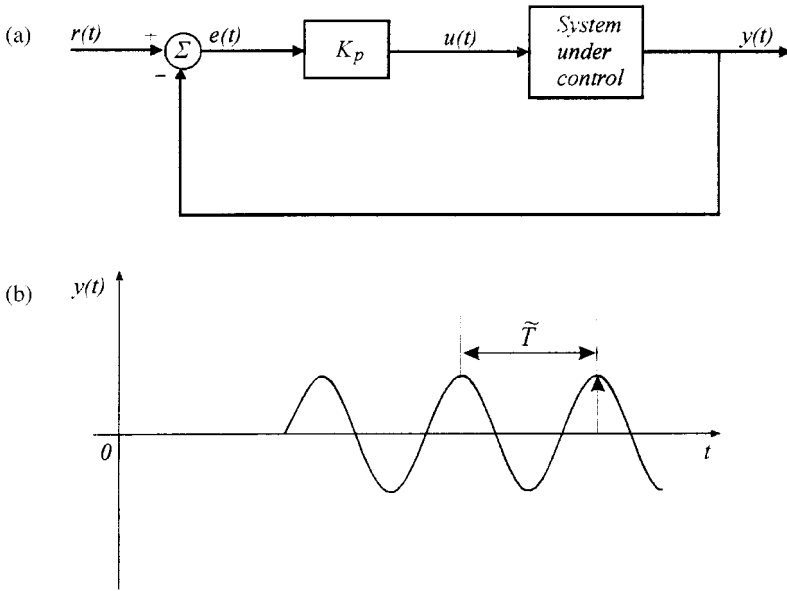 (a)
r(t) + Σ e(t) K_p u(t) System under control y(t)
−
(b)
y(t)
T̃
0
t